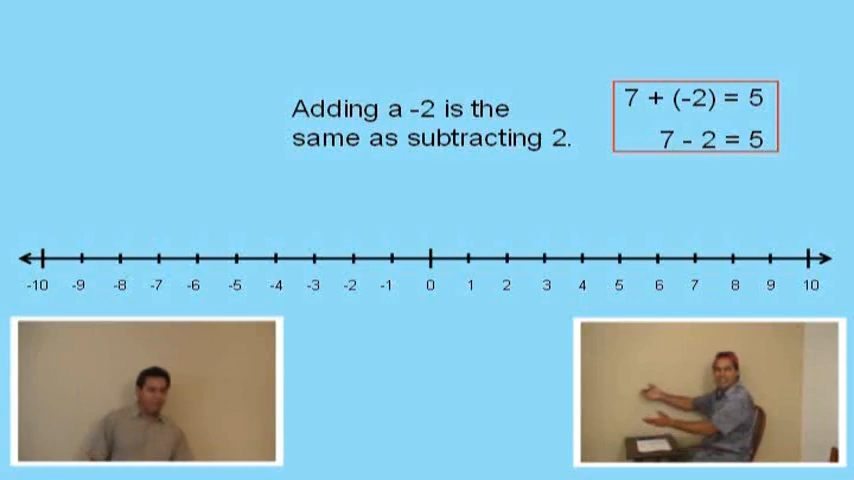 Adding a -2 is the
same as subtracting 2.
7 + (-2) = 5
7 - 2 = 5
-10 -9 -8 -7 -6 -5 -4 -3 -2 -1 0 1 2 3 4 5 6 7 8 9 10